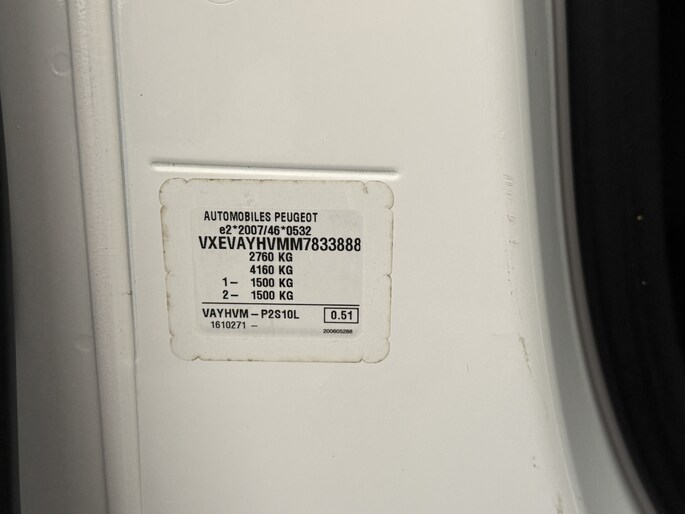 AUTOMOBILES PEUGEOT
e2*2007/46*0532
VXEVAYHVMM7833888
2760 KG
4160 KG
1– 1500 KG
2– 1500 KG
VAYHVM – P2S10L 0.51
1610271 – 200605288